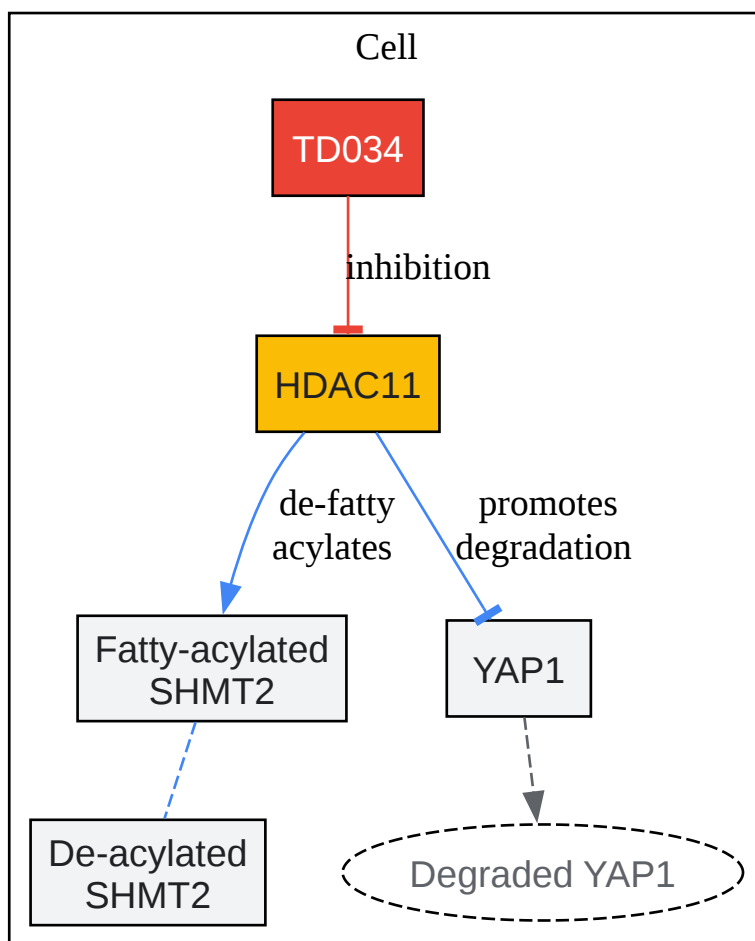 Cell
TD034
inhibition
HDAC11
de-fatty
acylates
promotes
degradation
Fatty-acylated
SHMT2
YAP1
De-acylated
SHMT2
Degraded YAP1